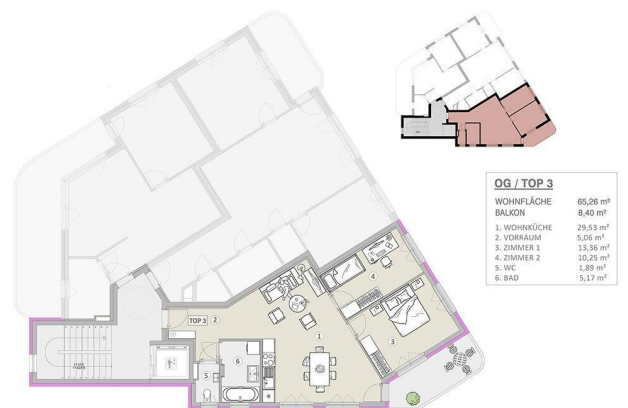 OG / TOP 3
WOHNFLÄCHE 65,26 m²
BALKON 8,40 m²
1. WOHNKÜCHE 29,53 m²
2. VORRAUM 5,06 m²
3. ZIMMER 1 13,36 m²
4. ZIMMER 2 10,25 m²
5. WC 1,89 m²
6. BAD 5,17 m²
4
TOP 3 2
1
6
3
5